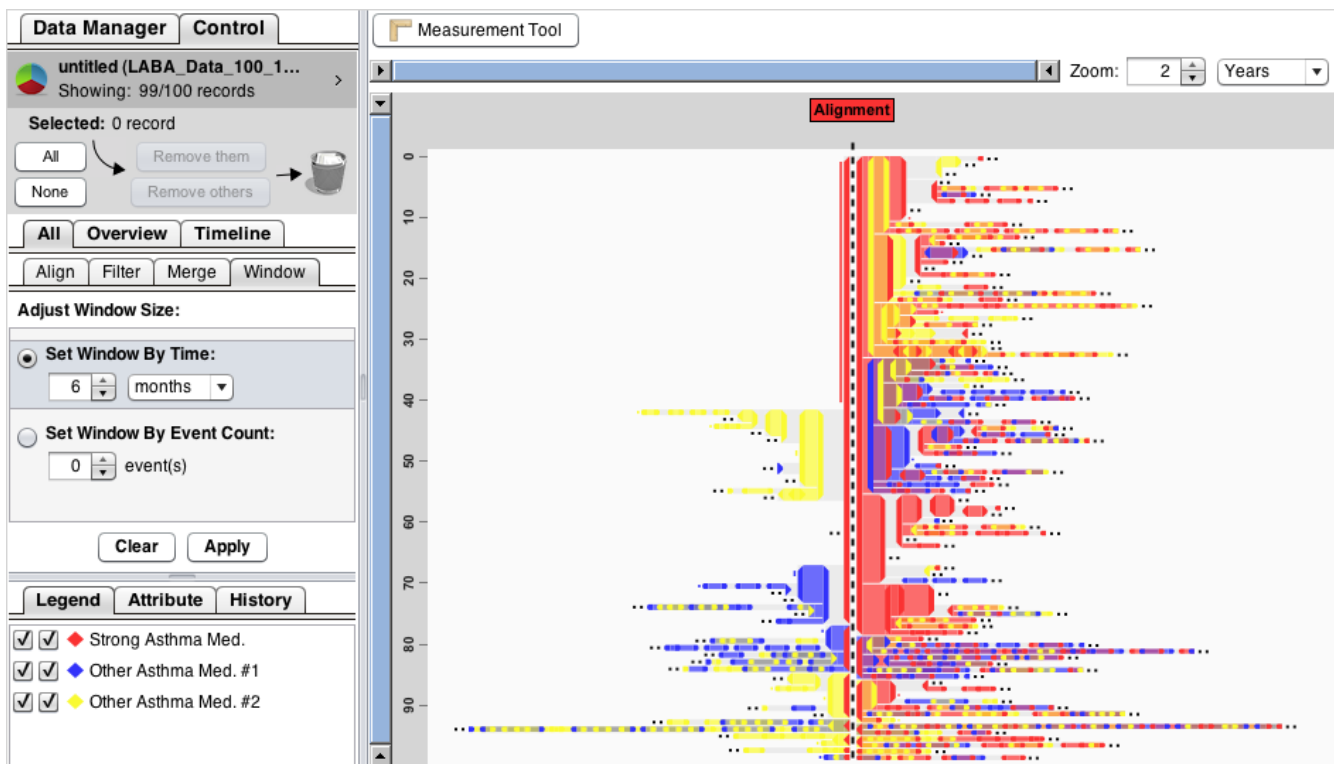 Data Manager Control
untitled (LABA_Data_100_1...
Showing: 99/100 records
>
Selected: 0 record
All Remove them
None Remove others
All Overview Timeline
Align Filter Merge Window
Adjust Window Size:
Set Window By Time:
6 months
Set Window By Event Count:
0 event(s)
Clear Apply
Legend Attribute History
Strong Asthma Med.
Other Asthma Med. #1
Other Asthma Med. #2
Measurement Tool
Zoom: 2 Years
Alignment
0
10
20
30
40
50
60
70
80
90